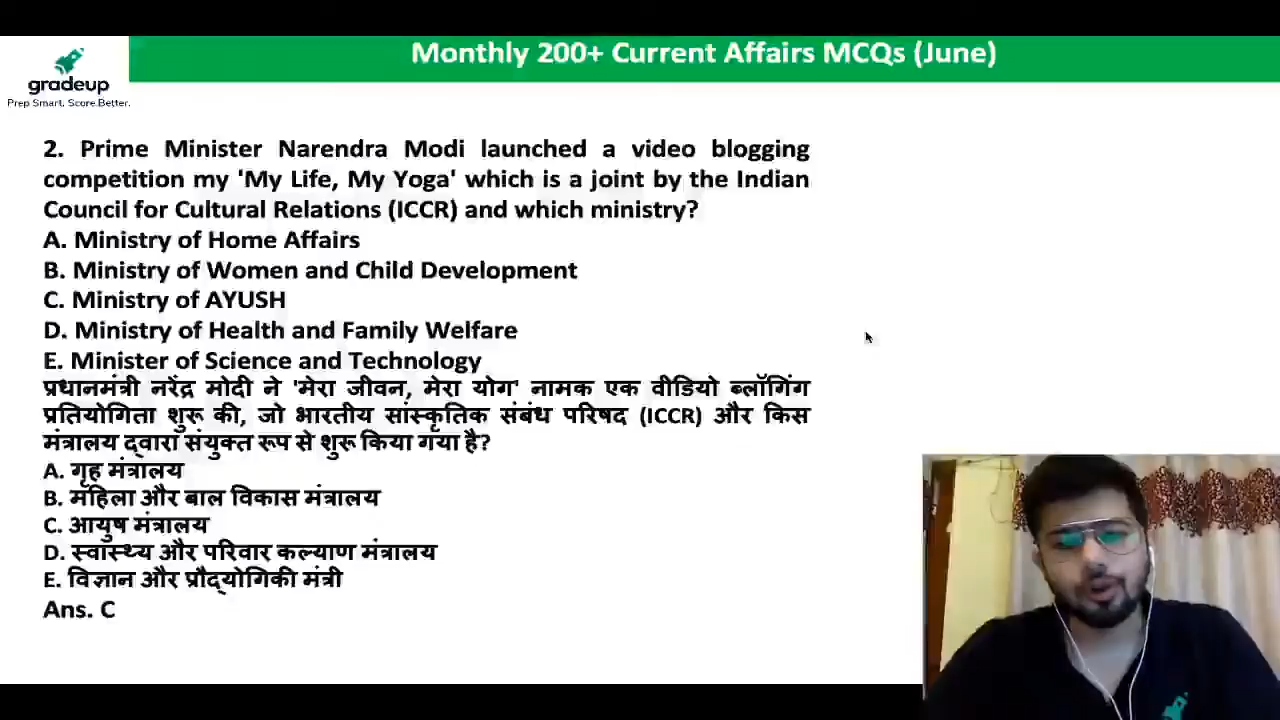 Monthly 200+ Current Affairs MCQs (June)
gradeup
Prep Smart. Score Better.
2. Prime Minister Narendra Modi launched a video blogging
competition my 'My Life, My Yoga' which is a joint by the Indian
Council for Cultural Relations (ICCR) and which ministry?
A. Ministry of Home Affairs
B. Ministry of Women and Child Development
C. Ministry of AYUSH
D. Ministry of Health and Family Welfare
E. Minister of Science and Technology
प्रधानमंत्री नरेंद्र मोदी ने 'मेरा जीवन, मेरा योग' नामक एक वीडियो ब्लॉगिंग
प्रतियोगिता शुरू की, जो भारतीय सांस्कृतिक संबंध परिषद (ICCR) और किस
मंत्रालय द्वारा संयुक्त रूप से शुरू किया गया है?
A. गृह मंत्रालय
B. महिला और बाल विकास मंत्रालय
C. आयुष मंत्रालय
D. स्वास्थ्य और परिवार कल्याण मंत्रालय
E. विज्ञान और प्रौद्योगिकी मंत्री
Ans. C